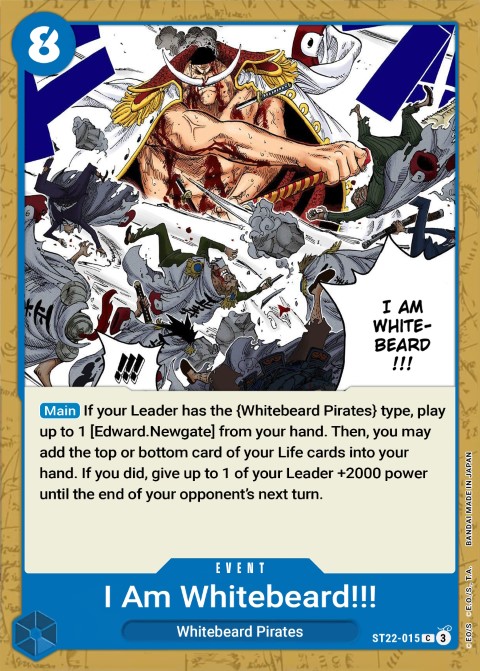 8
I AM
WHITE-
BEARD
!!!
!!!
Main If your Leader has the {Whitebeard Pirates} type, play
up to 1 [Edward.Newgate] from your hand. Then, you may
add the top or bottom card of your Life cards into your
hand. If you did, give up to 1 of your Leader +2000 power
until the end of your opponent's next turn.
EVENT
I Am Whitebeard!!!
Whitebeard Pirates
ST22-015 C 3
©E.O/S. ©E.O./S., T.A. BANDAI MADE IN JAPAN